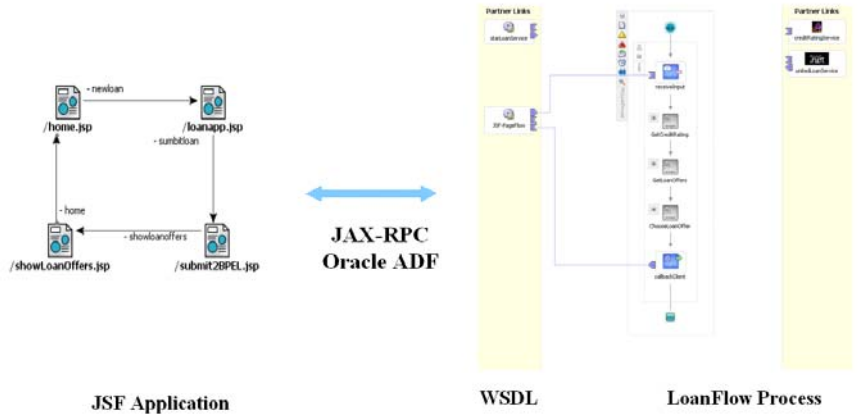 - newloan
/home.jsp
/loanapp.jsp
- sumbitloan
- home
- showloanoffers
/showLoanOffers.jsp
/submit2BPEL.jsp
JSF Application
JAX-RPC
Oracle ADF
Partner Links
JSF-PageFlow
WSDL
receiveInput
GetCreditRating
GetLoanOffers
ChooseLoanOffer
callbackClient
LoanFlow Process
Partner Links
creditRatingService
unitedLoanService